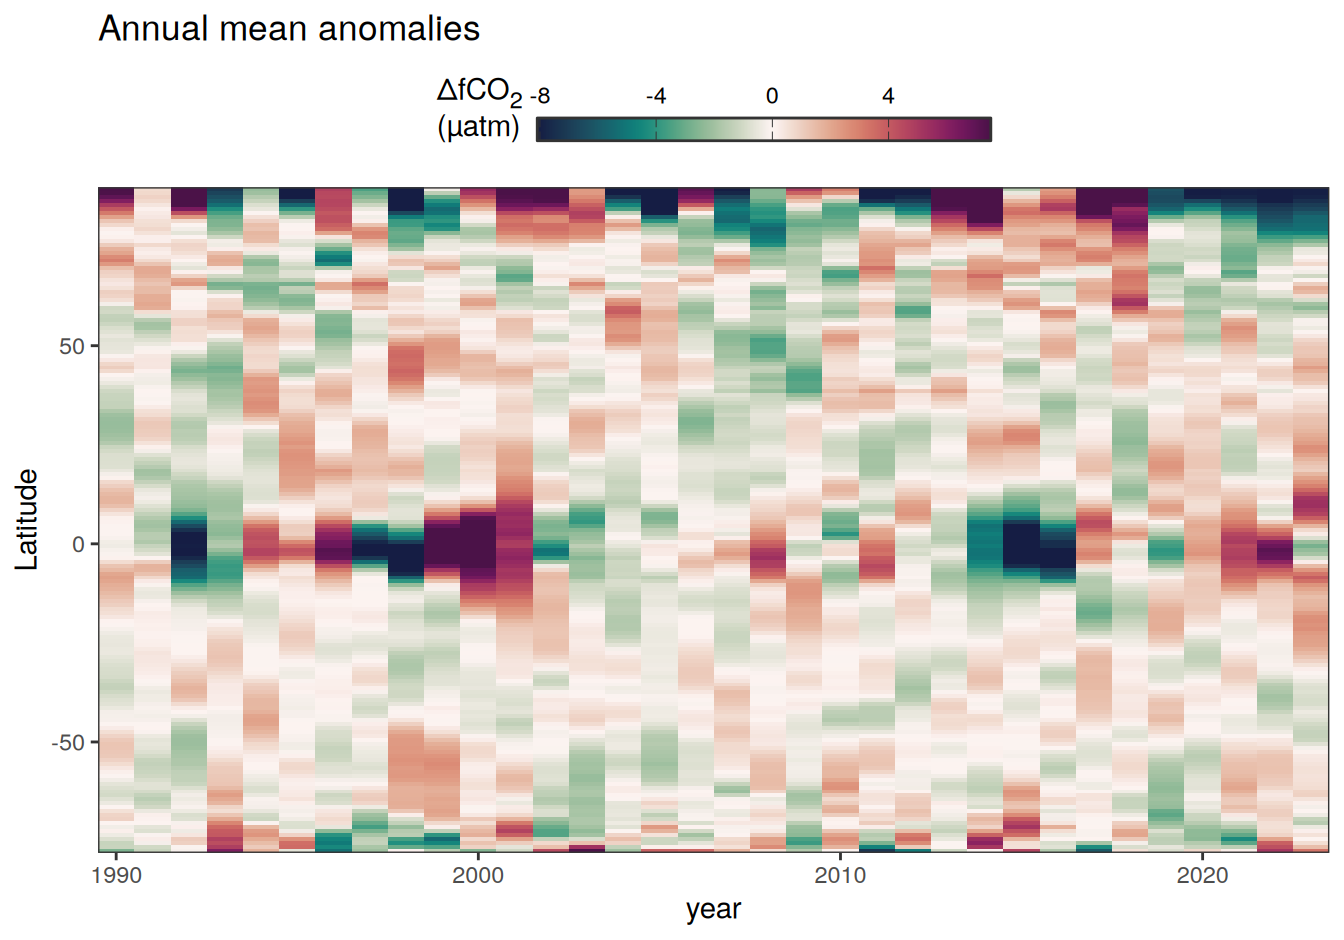 Annual mean anomalies
ΔfCO₂
(µatm)
-8 -4 0 4
Latitude
50
0
-50
1990 2000 2010 2020
year